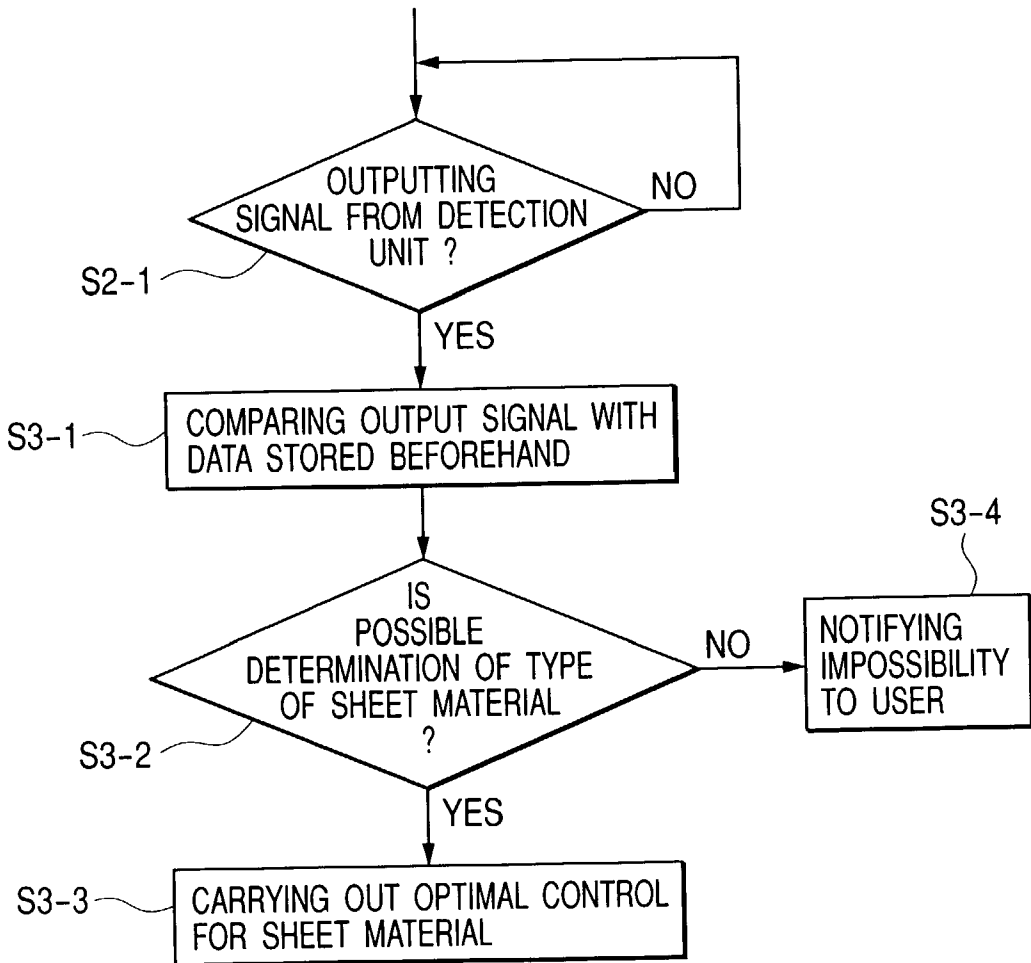 OUTPUTTING
SIGNAL FROM DETECTION
UNIT ?
NO
S2-1
YES
S3-1
COMPARING OUTPUT SIGNAL WITH
DATA STORED BEFOREHAND
S3-4
IS
POSSIBLE
DETERMINATION OF TYPE
OF SHEET MATERIAL
?
NO
NOTIFYING
IMPOSSIBILITY
TO USER
S3-2
YES
S3-3
CARRYING OUT OPTIMAL CONTROL
FOR SHEET MATERIAL